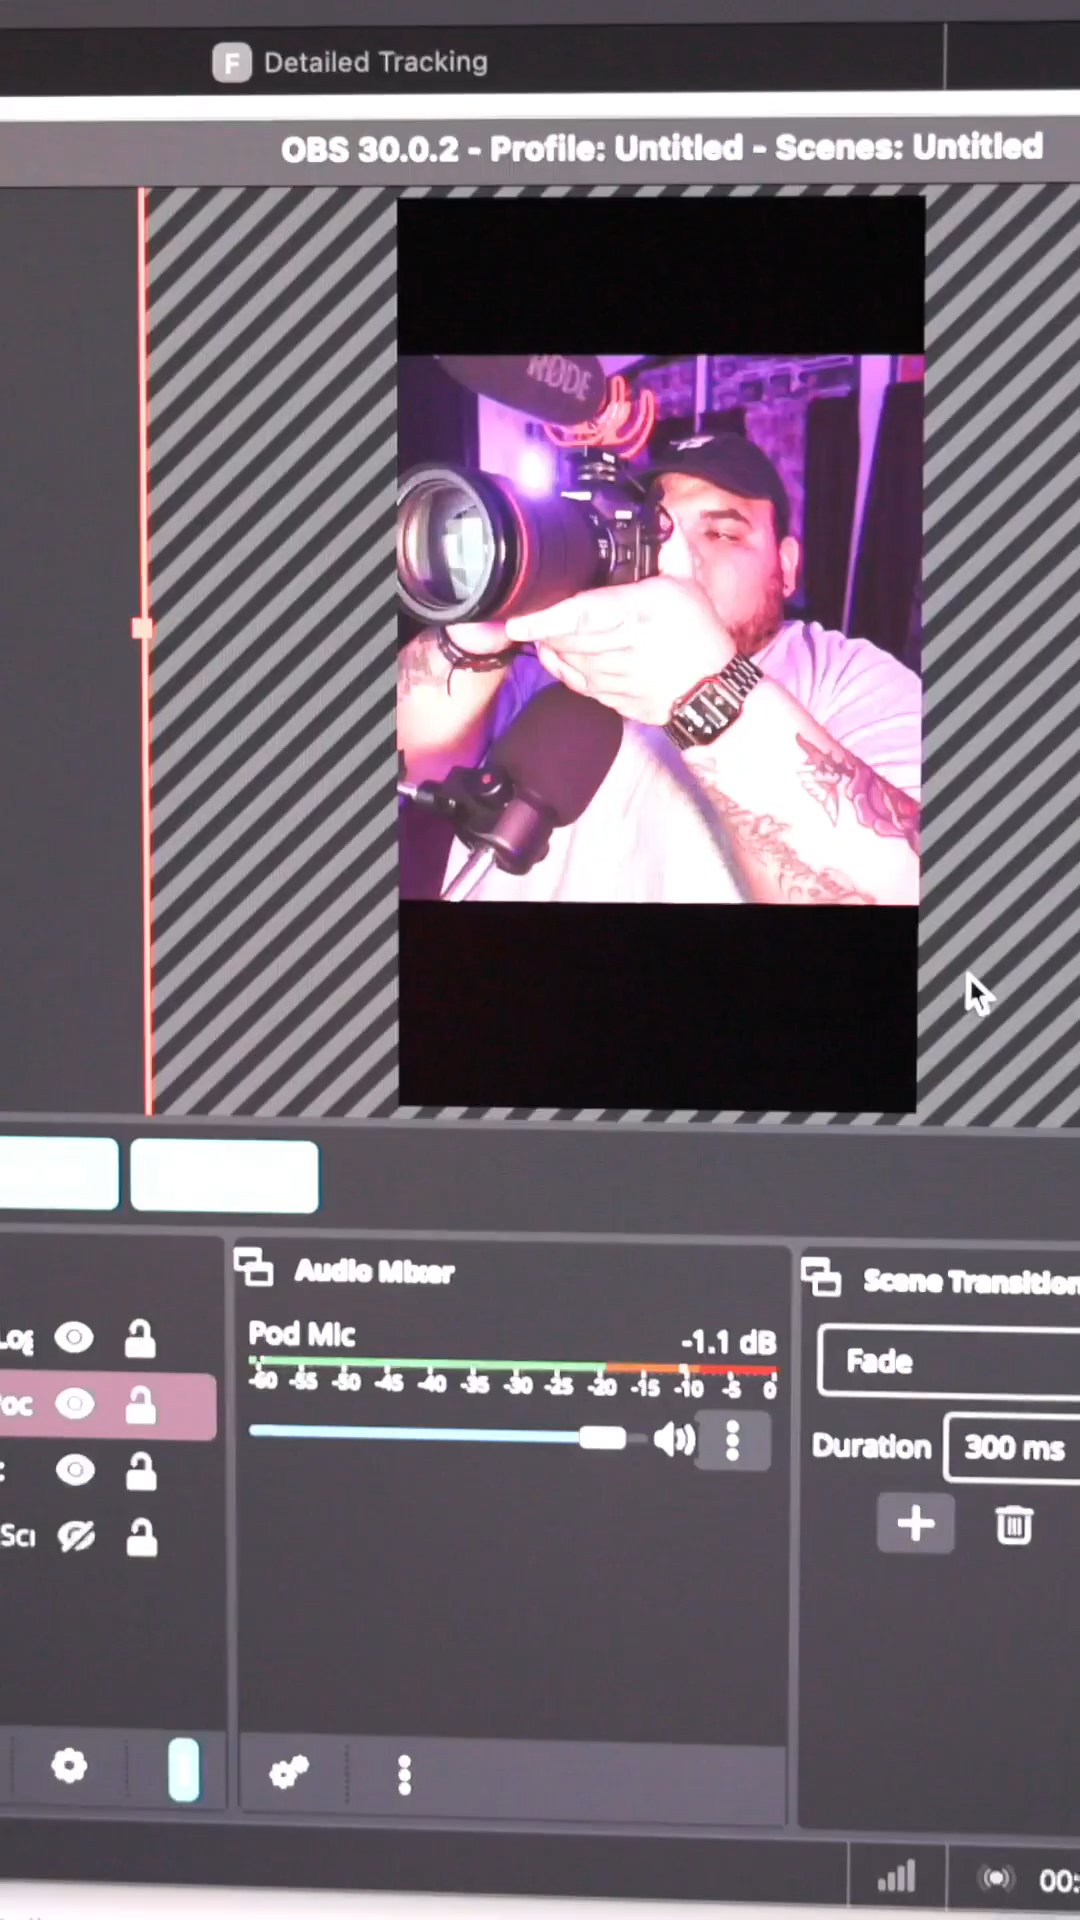 F Detailed Tracking
OBS 30.0.2 - Profile: Untitled - Scenes: Untitled
RØDE
Audio Mixer
Scene Transition
Pod Mic
-1.1 dB
-60 -55 -50 -45 -40 -35 -30 -25 -20 -15 -10 -5 0
Fade
Duration
300 ms
00: